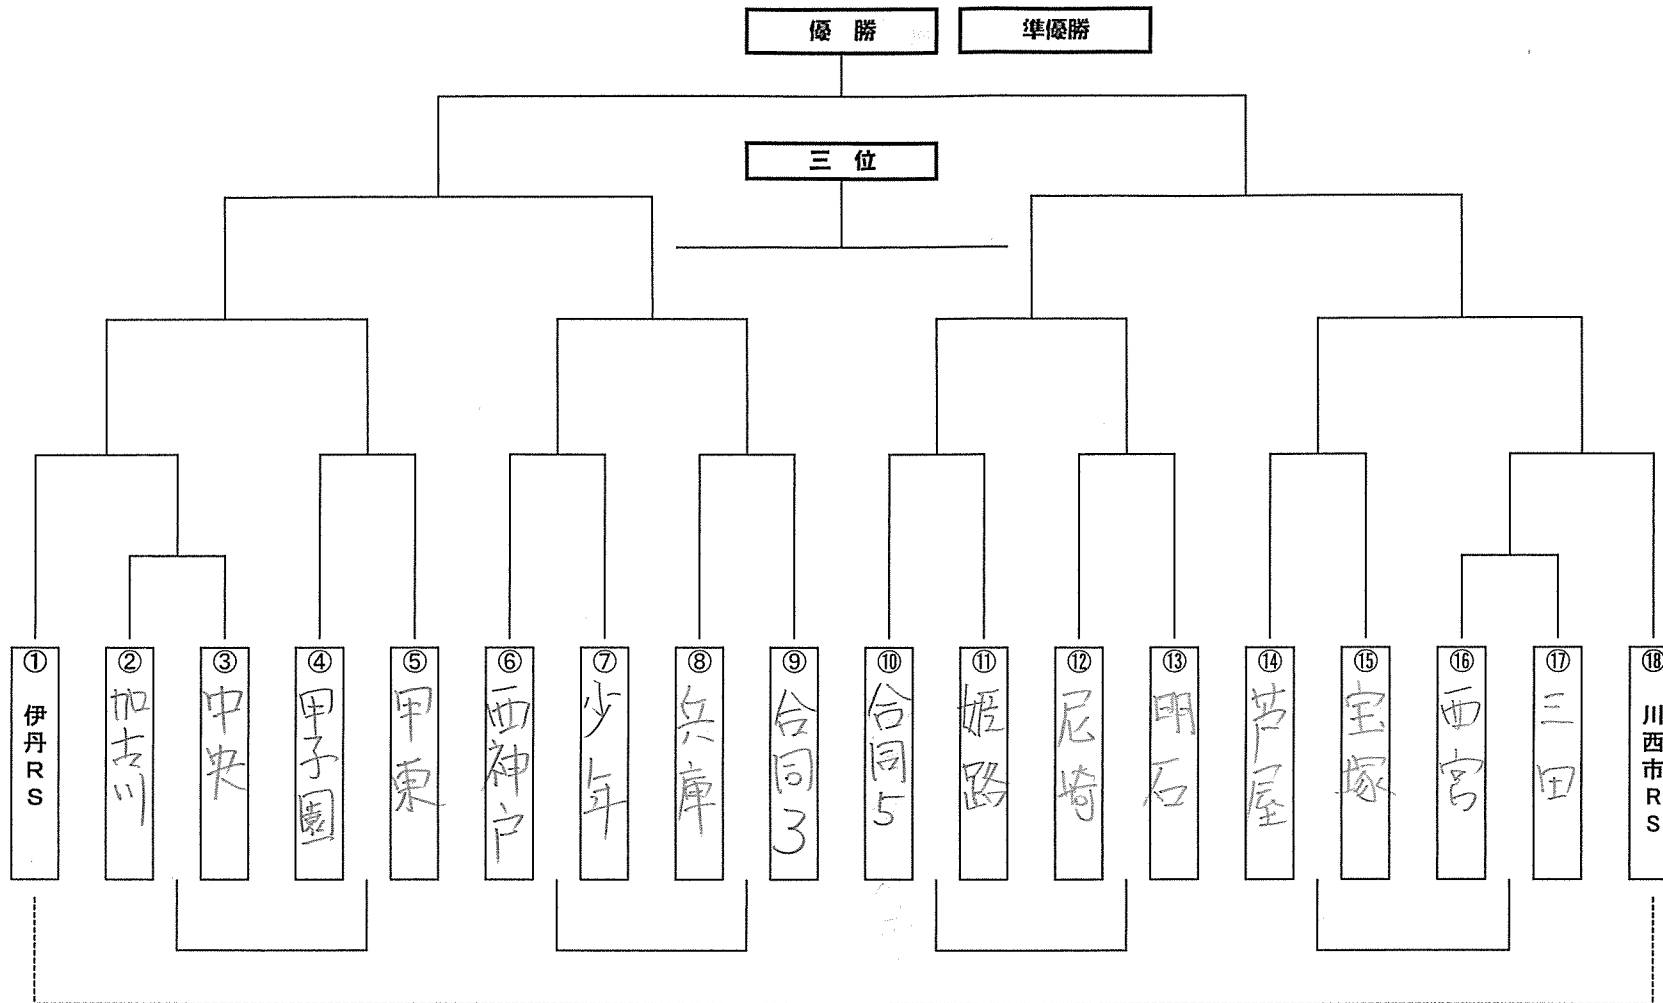 優 勝
準優勝
三 位
① 伊丹RS
② 加古川
③ 中央
④ 甲子園
⑤ 甲東
⑥ 西神戸
⑦ 少年
⑧ 兵庫
⑨ 合同3
⑩ 合同5
⑪ 姫路
⑫ 尼崎
⑬ 明石
⑭ 芦屋
⑮ 宝塚
⑯ 西宮
⑰ 三田
⑱ 川西市RS